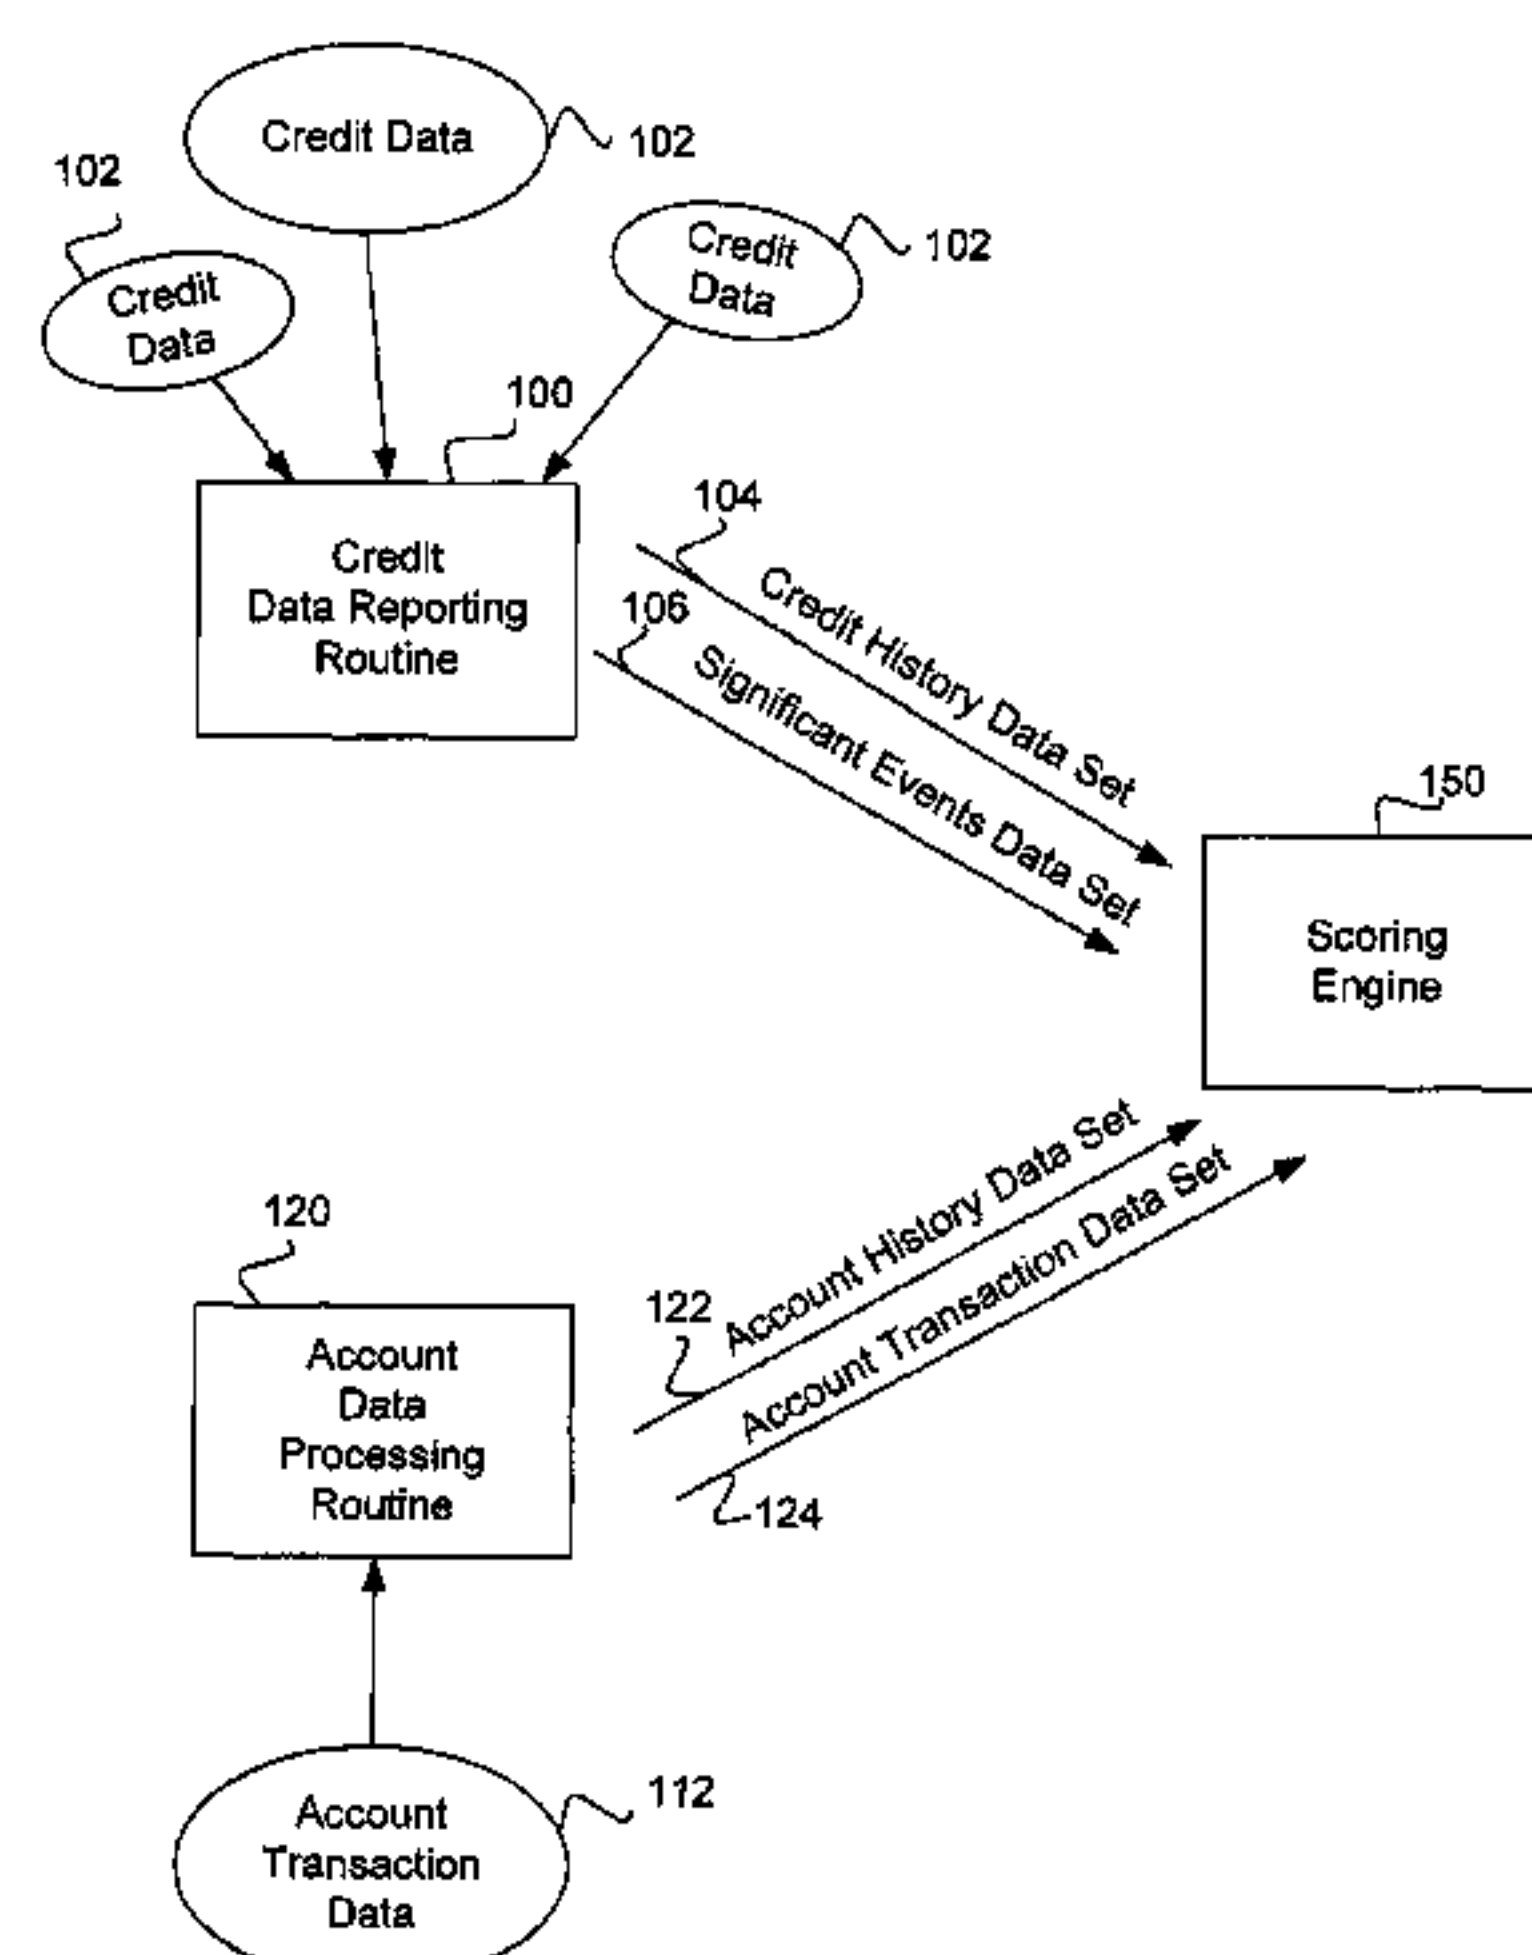 Credit Data
102
102
Credit
Data
102
Credit
Data
100
Credit
Data Reporting
Routine
104
Credit History Data Set
106
Significant Events Data Set
150
Scoring
Engine
120
Account
Data
Processing
Routine
122
Account History Data Set
Account Transaction Data Set
124
112
Account
Transaction
Data